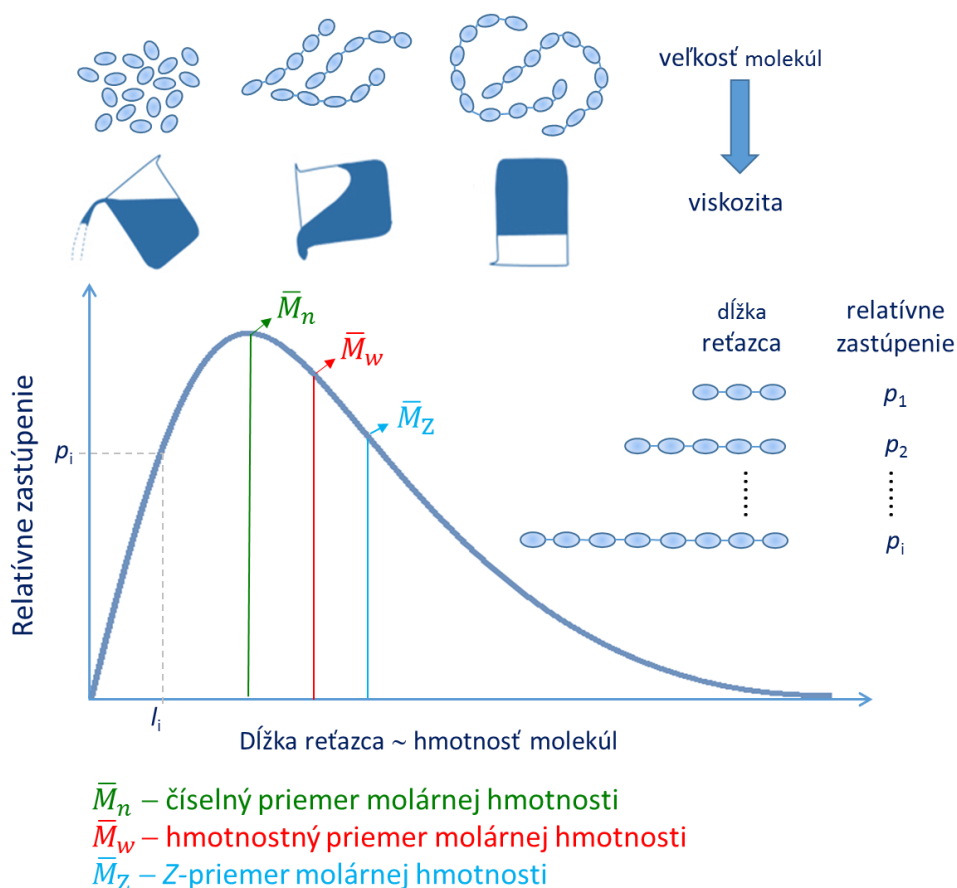 veľkosť molekúl
viskozita
M̅n
M̅w
M̅Z
dĺžka
reťazca
relatívne
zastúpenie
p1
p2
pi
Relatívne zastúpenie
pi
li
Dĺžka reťazca ~ hmotnosť molekúl
M̅n – číselný priemer molárnej hmotnosti
M̅w – hmotnostný priemer molárnej hmotnosti
M̅Z – Z-priemer molárnej hmotnosti